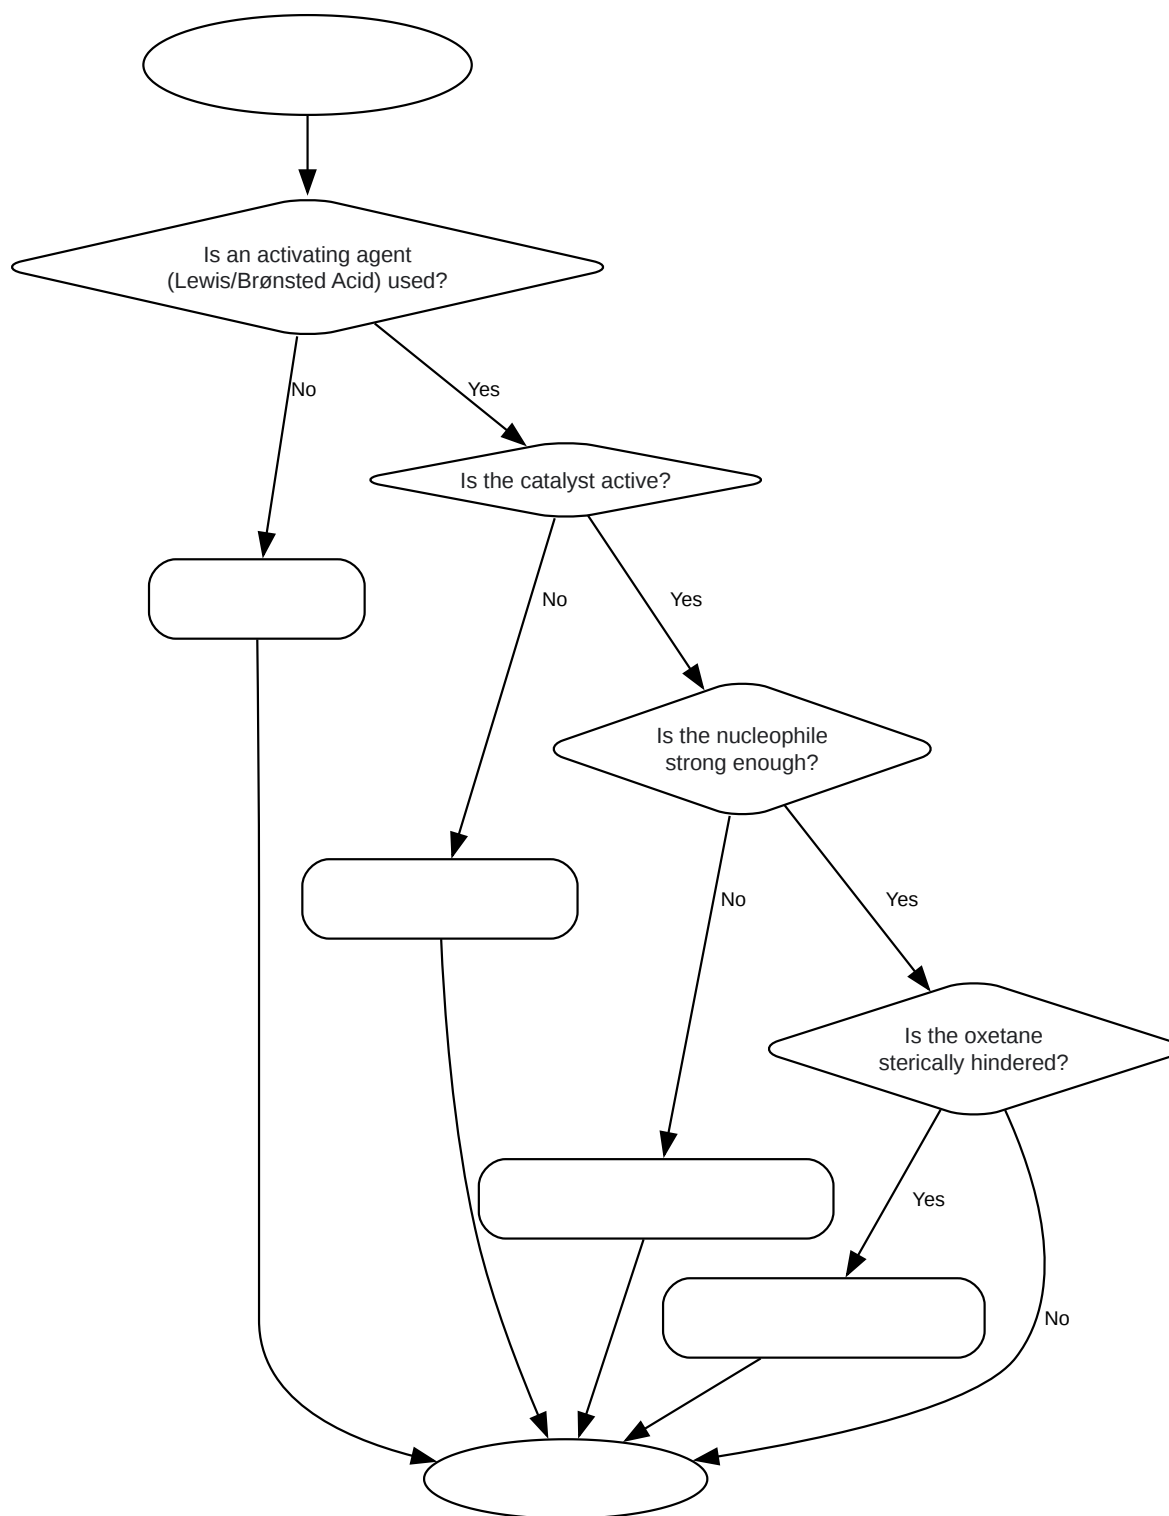 Is an activating agent
(Lewis/Brønsted Acid) used?
No
Yes
Is the catalyst active?
No
Yes
Is the nucleophile
strong enough?
No
Yes
Is the oxetane
sterically hindered?
Yes
No